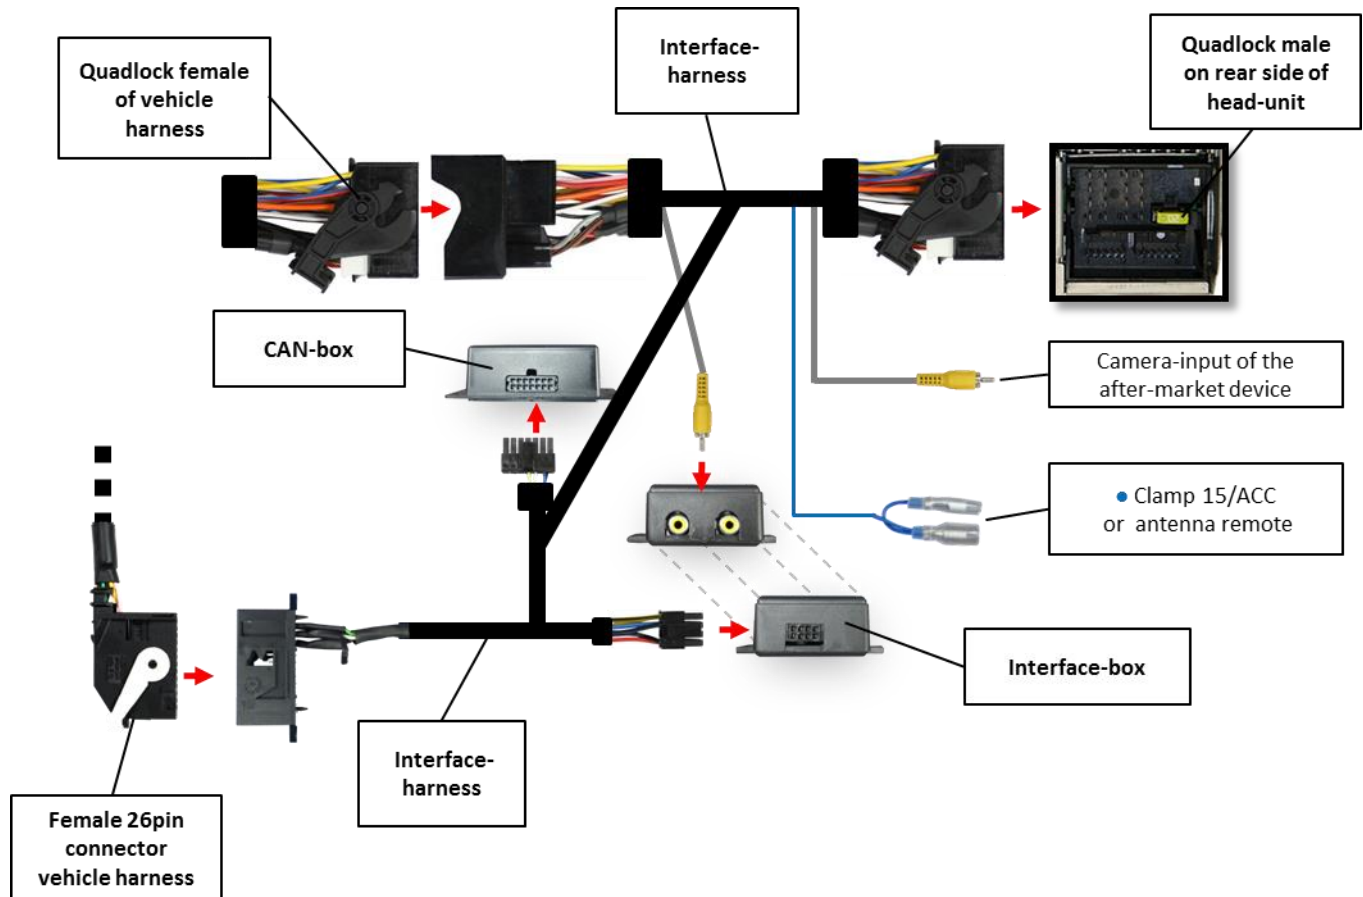 Quadlock female
of vehicle
harness
Interface-
harness
Quadlock male
on rear side of
head-unit
CAN-box
Camera-input of the
after-market device
● Clamp 15/ACC
or antenna remote
Interface-box
Interface-
harness
Female 26pin
connector
vehicle harness